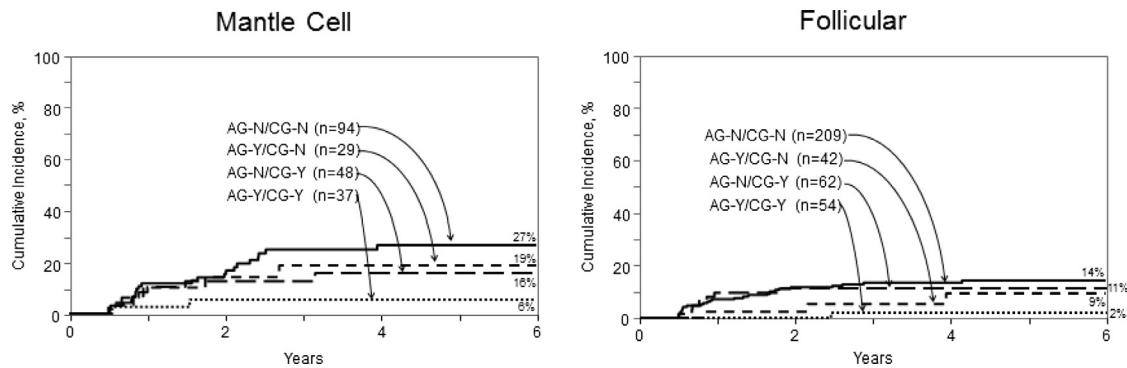 Mantle Cell
100
80
60
40
20
0
Cumulative Incidence, %
AG-N/CG-N (n=94)
AG-Y/CG-N (n=29)
AG-N/CG-Y (n=48)
AG-Y/CG-Y (n=37)
27%
19%
16%
6%
0 2 4 6
Years
Follicular
100
80
60
40
20
0
Cumulative Incidence, %
AG-N/CG-N (n=209)
AG-Y/CG-N (n=42)
AG-N/CG-Y (n=62)
AG-Y/CG-Y (n=54)
14%
11%
9%
2%
0 2 4 6
Years